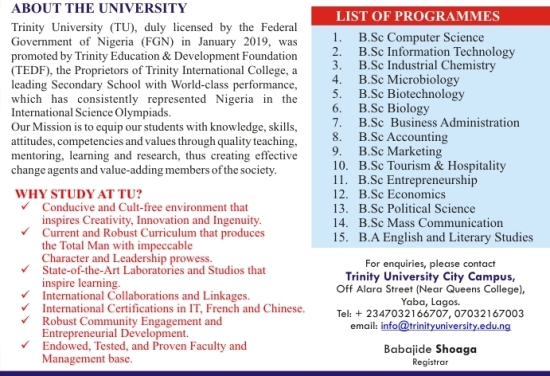 ABOUT THE UNIVERSITY
Trinity University (TU), duly licensed by the Federal
Government of Nigeria (FGN) in January 2019, was
promoted by Trinity Education & Development Foundation
(TEDF), the Proprietors of Trinity International College, a
leading Secondary School with World-class performance,
which has consistently represented Nigeria in the
International Science Olympiads.
Our Mission is to equip our students with knowledge, skills,
attitudes, competencies and values through quality teaching,
mentoring, learning and research, thus creating effective
change agents and value-adding members of the society.
WHY STUDY AT TU?
✓ Conducive and Cult-free environment that
inspires Creativity, Innovation and Ingenuity.
✓ Current and Robust Curriculum that produces
the Total Man with impeccable
Character and Leadership prowess.
✓ State-of-the-Art Laboratories and Studios that
inspire learning.
✓ International Collaborations and Linkages.
✓ International Certifications in IT, French and Chinese.
✓ Robust Community Engagement and
Entrepreneurial Development.
✓ Endowed, Tested, and Proven Faculty and
Management base.
LIST OF PROGRAMMES
1. B.Sc Computer Science
2. B.Sc Information Technology
3. B.Sc Industrial Chemistry
4. B.Sc Microbiology
5. B.Sc Biotechnology
6. B.Sc Biology
7. B.Sc Business Administration
8. B.Sc Accounting
9. B.Sc Marketing
10. B.Sc Tourism & Hospitality
11. B.Sc Entrepreneurship
12. B.Sc Economics
13. B.Sc Political Science
14. B.Sc Mass Communication
15. B.A English and Literary Studies
For enquiries, please contact
Trinity University City Campus,
Off Alara Street (Near Queens College),
Yaba, Lagos.
Tel: + 2347032166707, 07032167003
email: info@trinityuniversity.edu.ng
Babajide Shoaga
Registrar